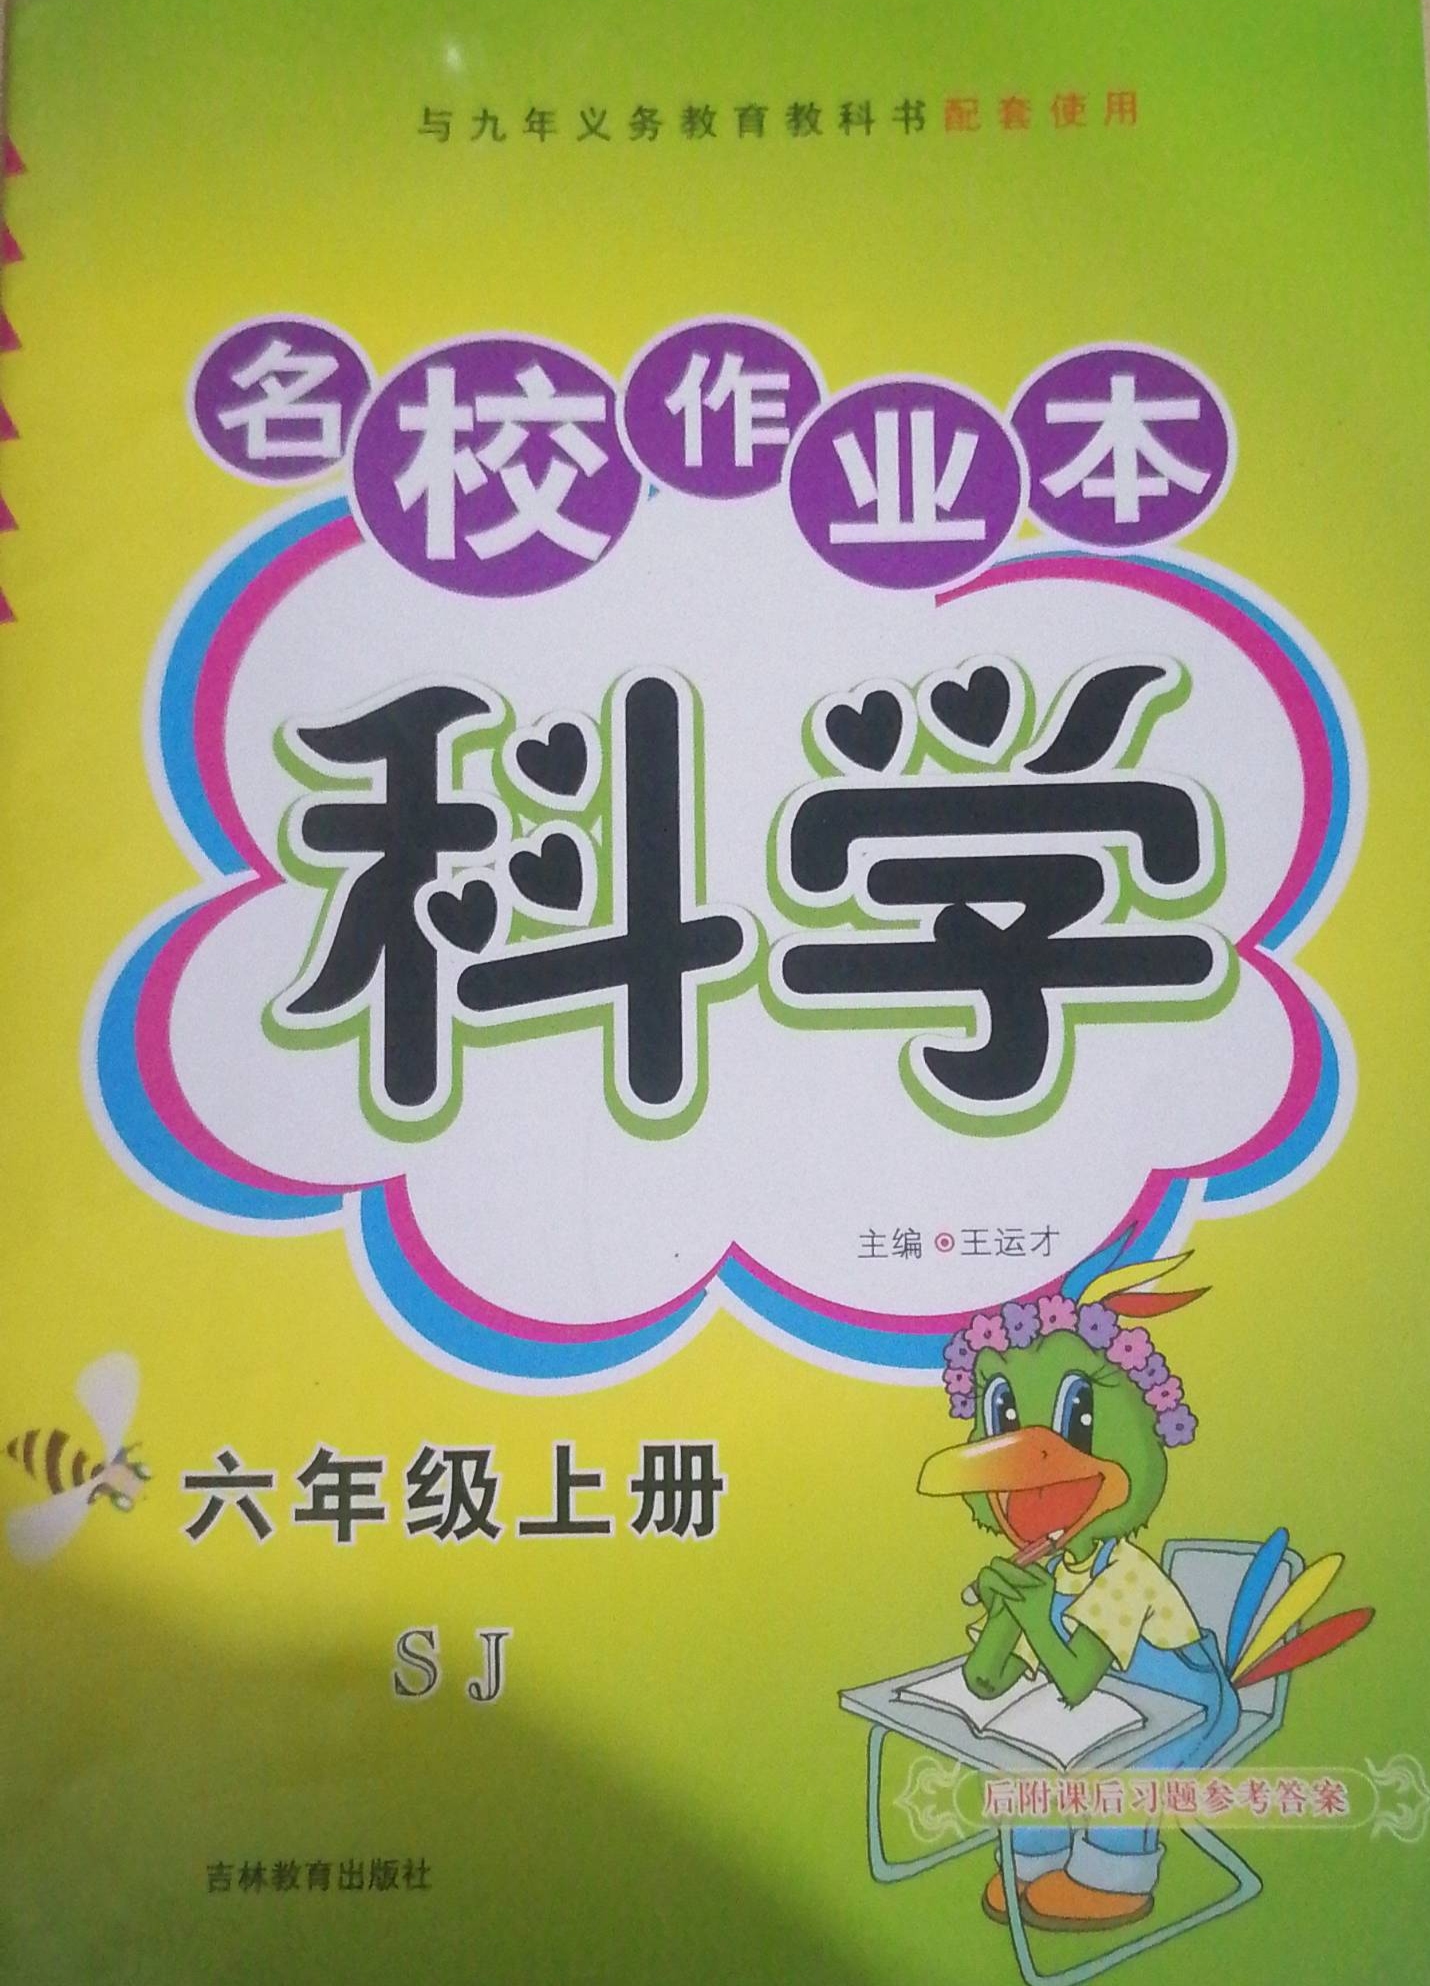 与九年义务教育教科书配套使用
名校作业本
科学
主编⊙王运才
六年级上册
SJ
后附课后习题参考答案
吉林教育出版社